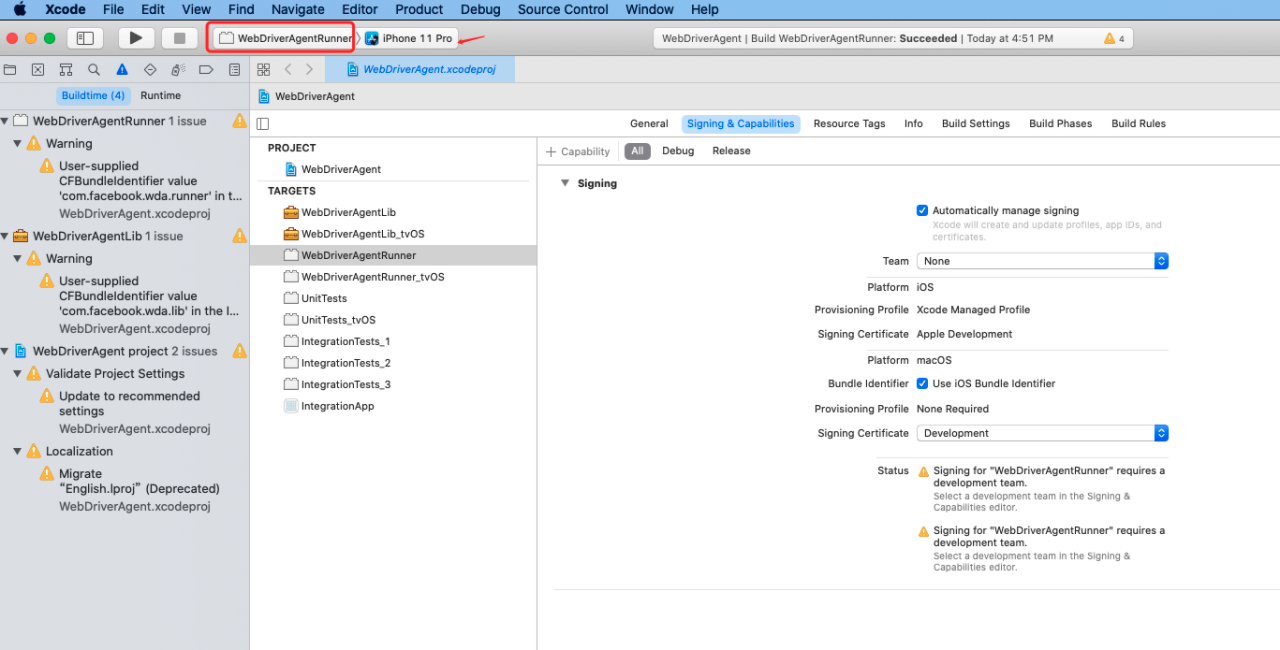 Xcode File Edit View Find Navigate Editor Product Debug Source Control Window Help
WebDriverAgentRunner iPhone 11 Pro WebDriverAgent | Build WebDriverAgentRunner: Succeeded | Today at 4:51 PM 4
WebDriverAgent.xcodeproj
Buildtime (4) Runtime
WebDriverAgent
WebDriverAgentRunner 1 issue
Warning
User-supplied
CFBundleIdentifier value
'com.facebook.wda.runner' in t...
WebDriverAgent.xcodeproj
WebDriverAgentLib 1 issue
Warning
User-supplied
CFBundleIdentifier value
'com.facebook.wda.lib' in the I...
WebDriverAgent.xcodeproj
WebDriverAgent project 2 issues
Validate Project Settings
Update to recommended
settings
WebDriverAgent.xcodeproj
Localization
Migrate
“English.lproj” (Deprecated)
WebDriverAgent.xcodeproj
PROJECT
WebDriverAgent
TARGETS
WebDriverAgentLib
WebDriverAgentLib_tvOS
WebDriverAgentRunner
WebDriverAgentRunner_tvOS
UnitTests
UnitTests_tvOS
IntegrationTests_1
IntegrationTests_2
IntegrationTests_3
IntegrationApp
General Signing & Capabilities Resource Tags Info Build Settings Build Phases Build Rules
+ Capability All Debug Release
Signing
Automatically manage signing
Xcode will create and update profiles, app IDs, and
certificates.
Team None
Platform iOS
Provisioning Profile Xcode Managed Profile
Signing Certificate Apple Development
Platform macOS
Bundle Identifier Use iOS Bundle Identifier
Provisioning Profile None Required
Signing Certificate Development
Status Signing for "WebDriverAgentRunner" requires a
development team.
Select a development team in the Signing &
Capabilities editor.
Signing for "WebDriverAgentRunner" requires a
development team.
Select a development team in the Signing &
Capabilities editor.